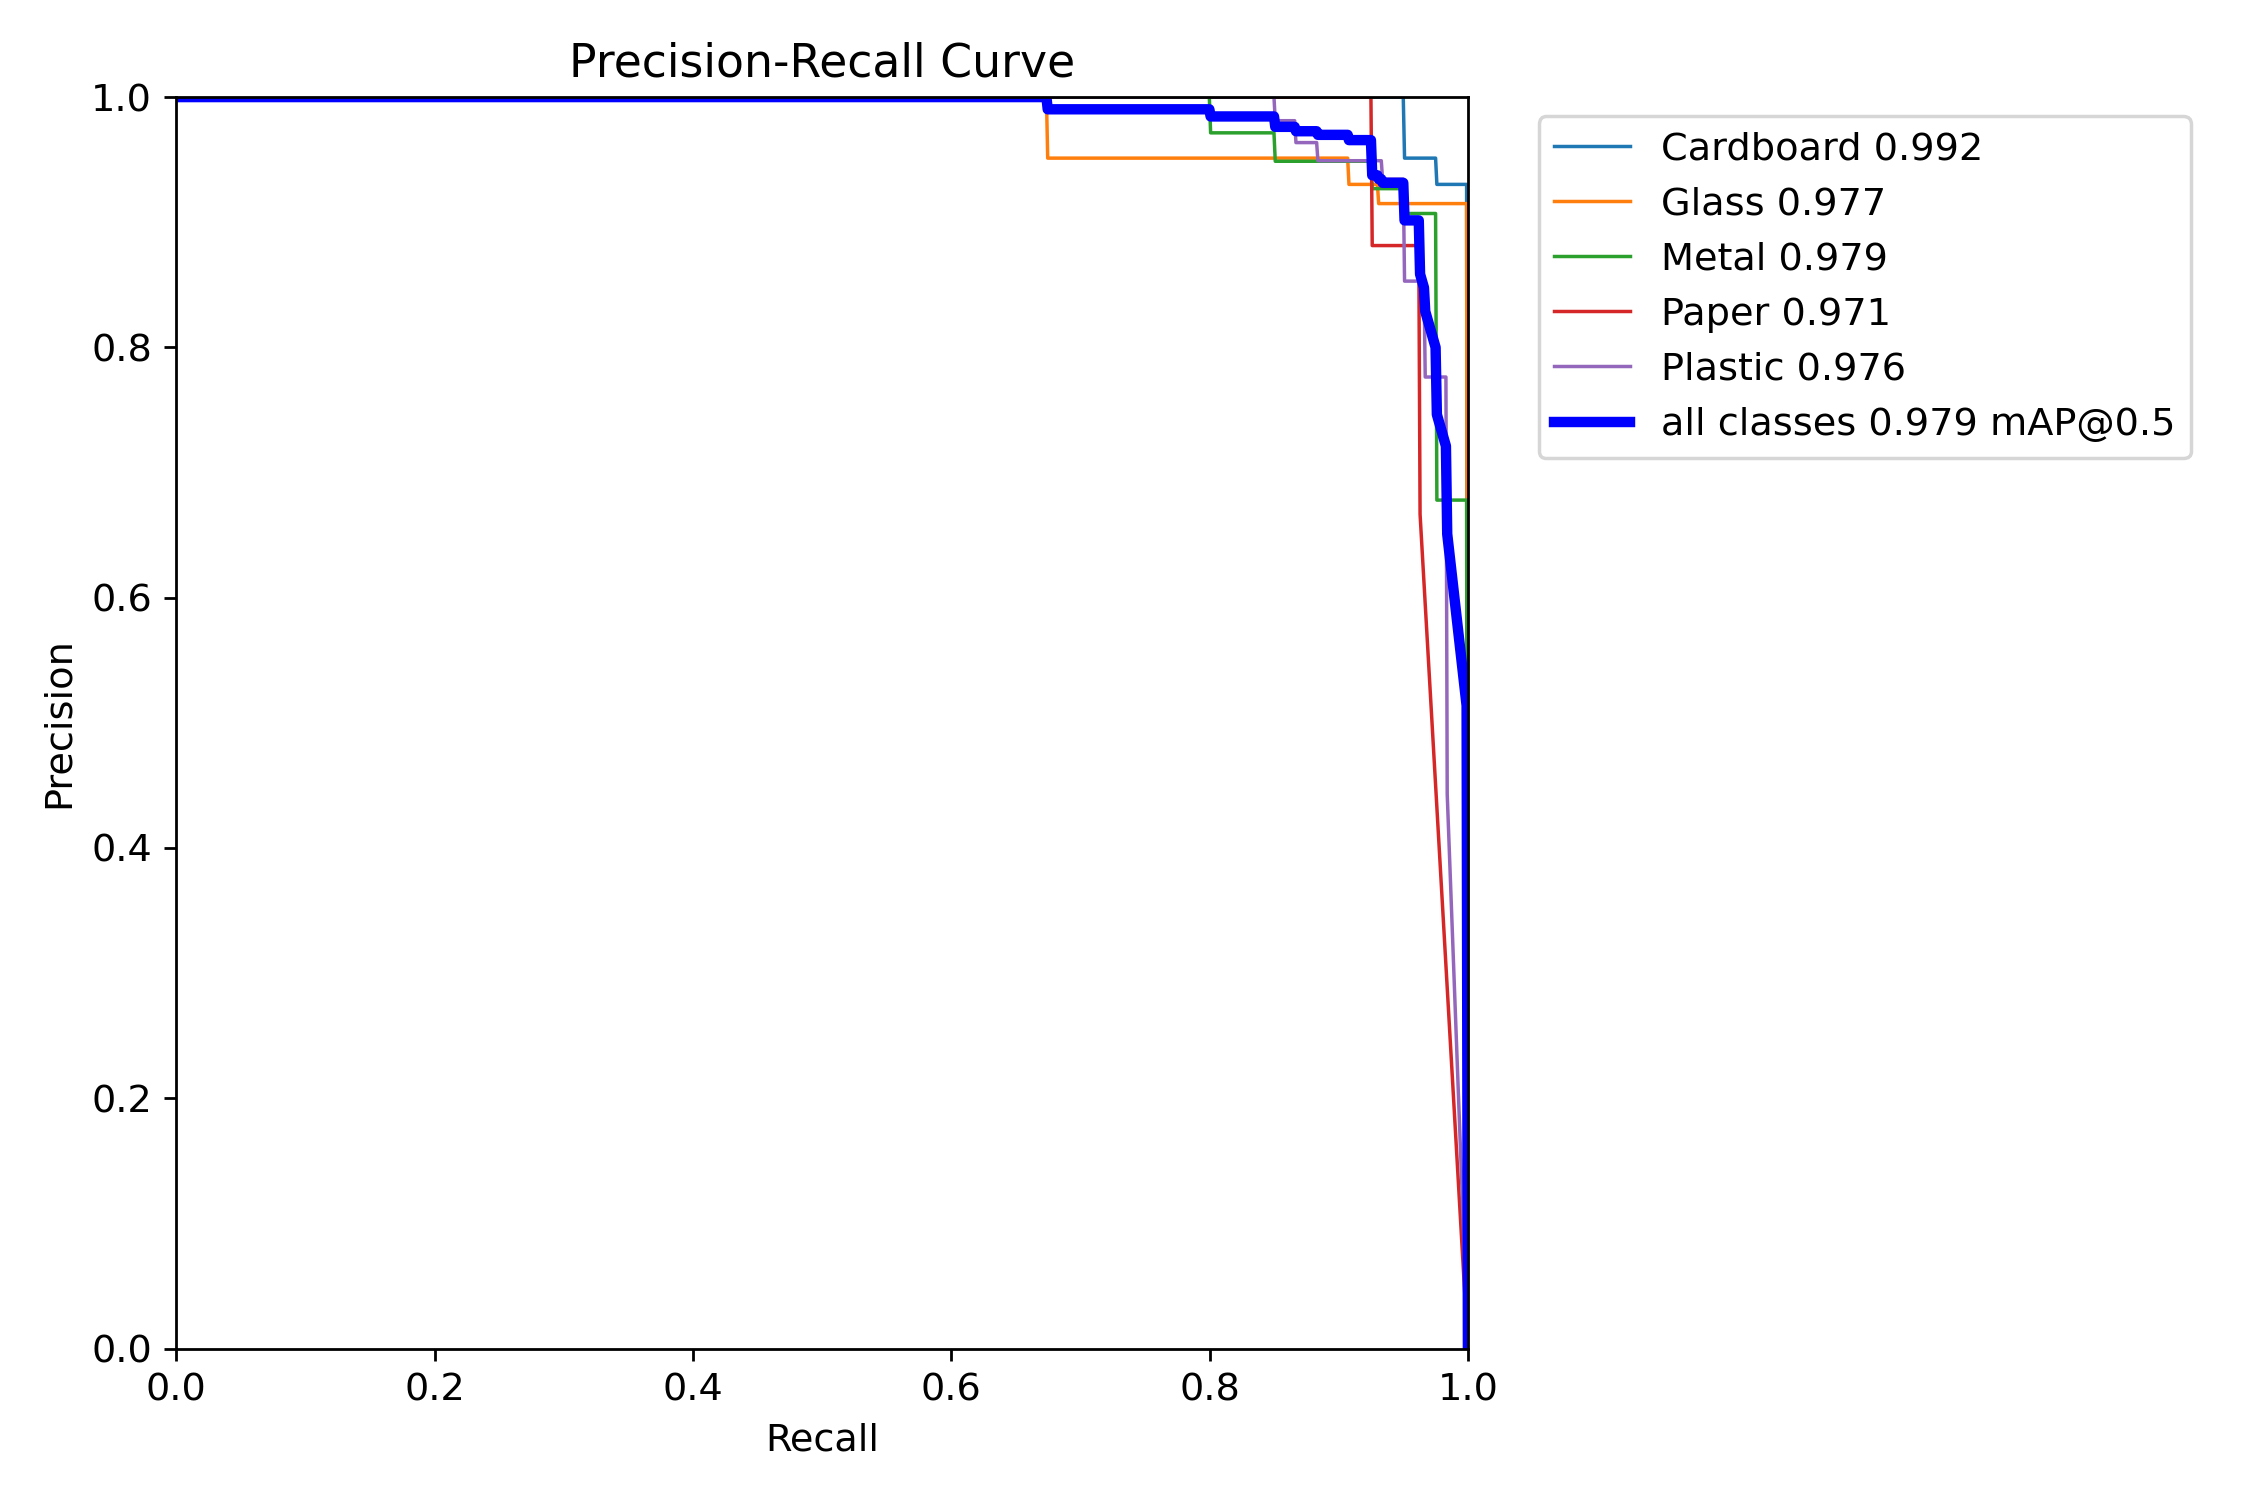 Precision-Recall Curve
1.0
0.8
0.6
0.4
0.2
0.0
Precision
0.0 0.2 0.4 0.6 0.8 1.0
Recall
Cardboard 0.992
Glass 0.977
Metal 0.979
Paper 0.971
Plastic 0.976
all classes 0.979 mAP@0.5